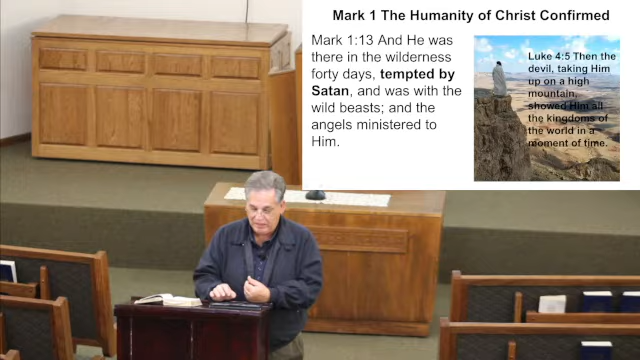 Mark 1 The Humanity of Christ Confirmed
Mark 1:13 And He was
there in the wilderness
forty days, tempted by
Satan, and was with the
wild beasts; and the
angels ministered to
Him.
Luke 4:5 Then the
devil, taking Him
up on a high
mountain,
showed Him all
the kingdoms of
the world in a
moment of time.